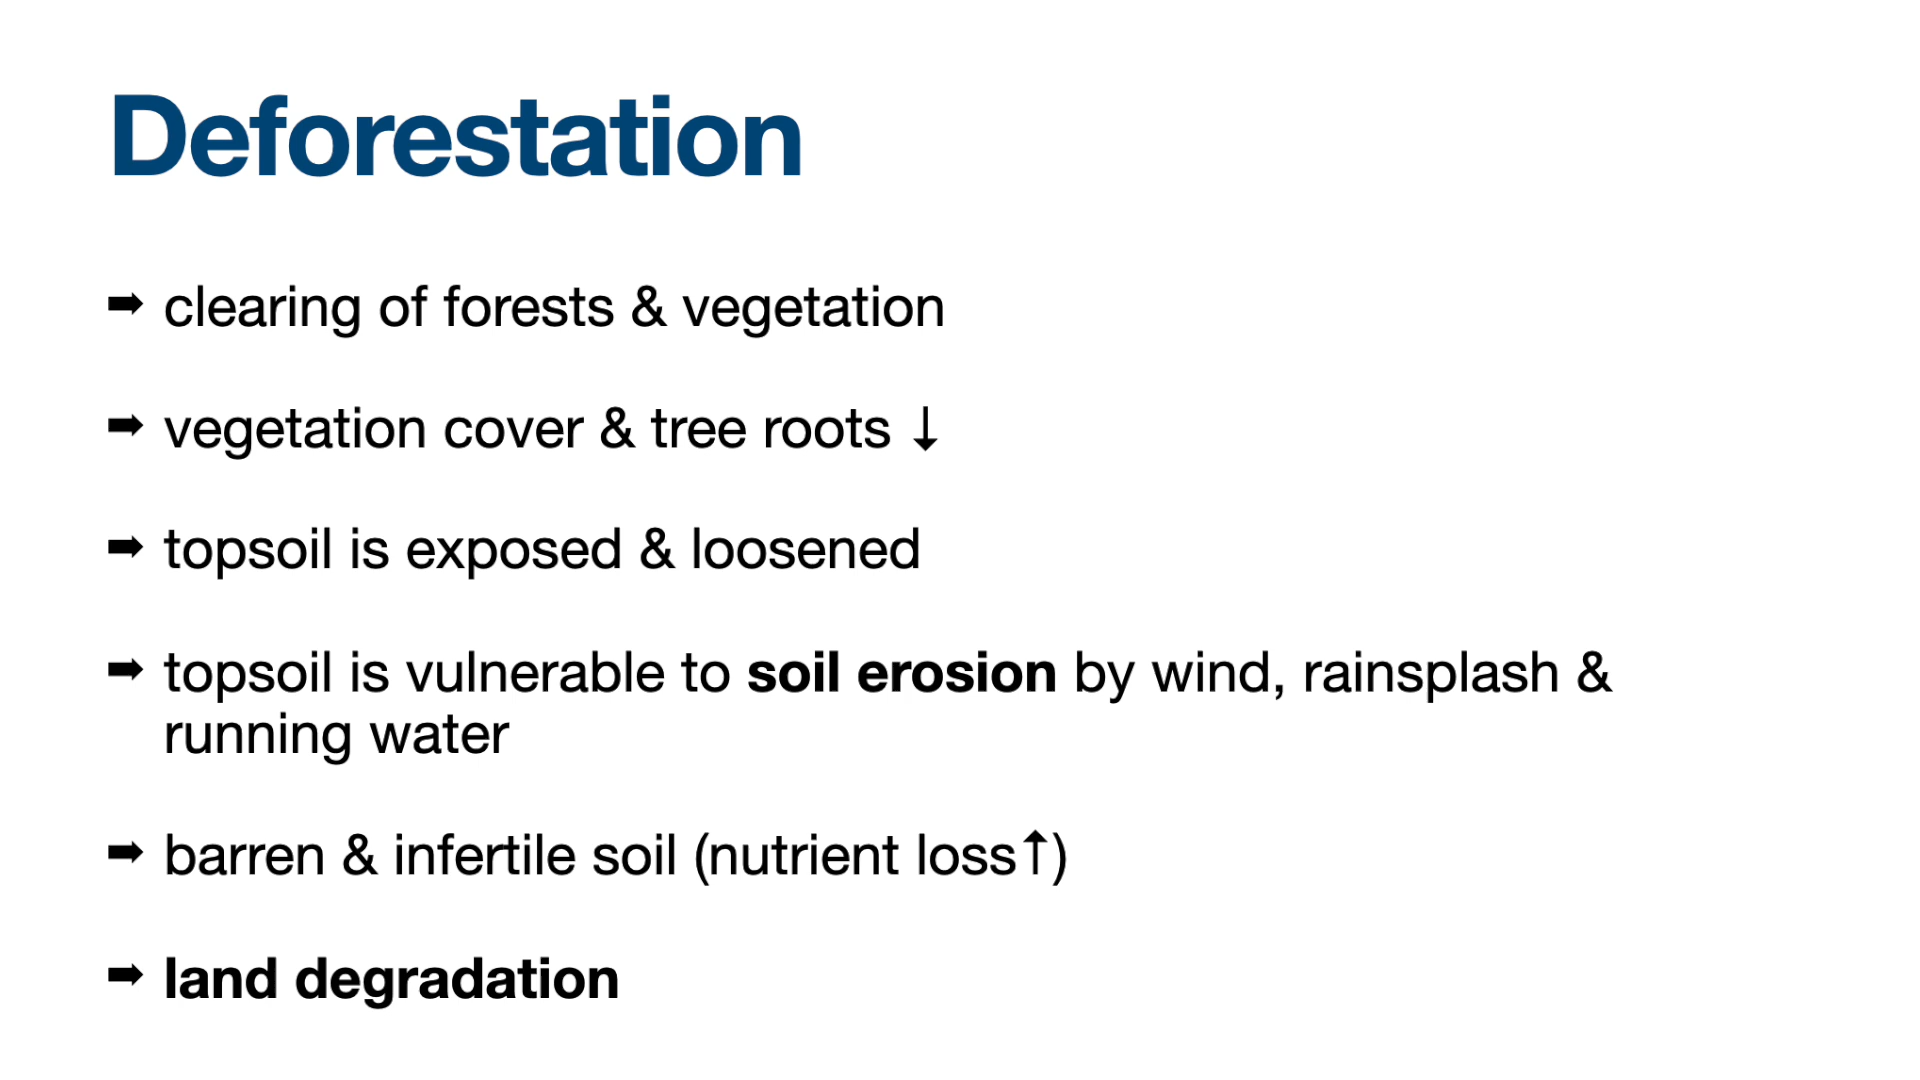 Deforestation
➡ clearing of forests & vegetation
➡ vegetation cover & tree roots ↓
➡ topsoil is exposed & loosened
➡ topsoil is vulnerable to soil erosion by wind, rainsplash &
running water
➡ barren & infertile soil (nutrient loss↑)
➡ land degradation